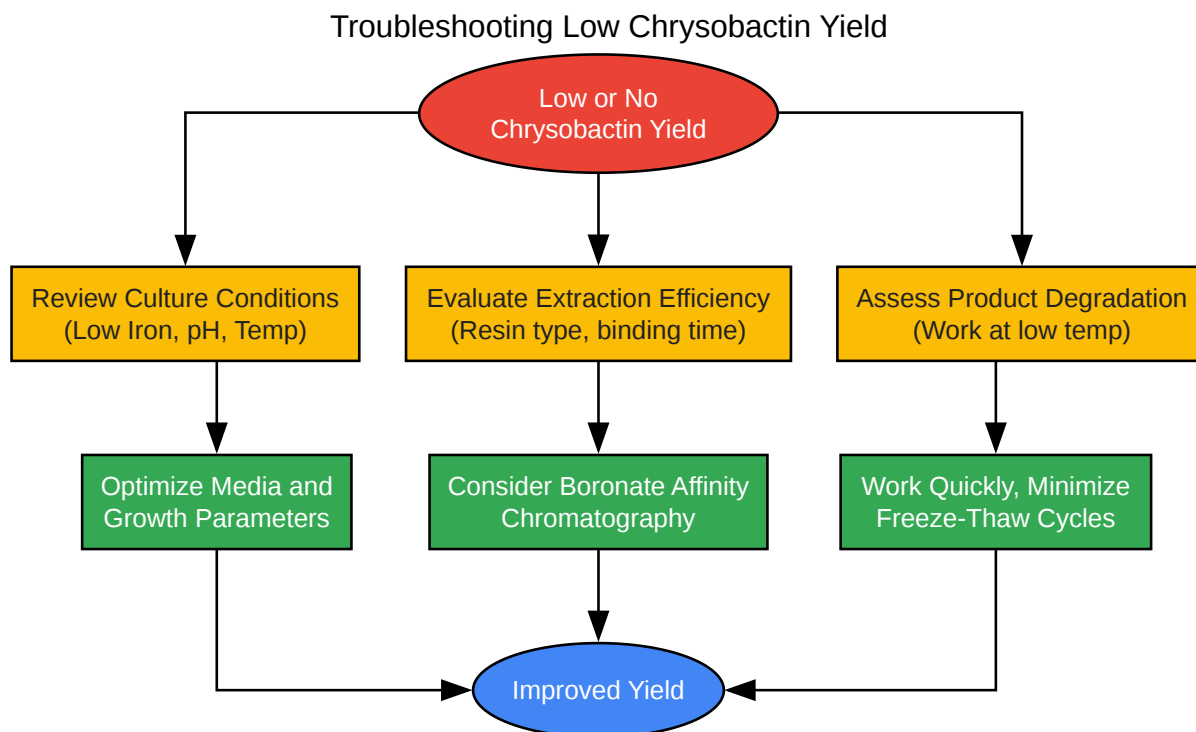 Troubleshooting Low Chrysobactin Yield
Low or No
Chrysobactin Yield
Review Culture Conditions
(Low Iron, pH, Temp)
Evaluate Extraction Efficiency
(Resin type, binding time)
Assess Product Degradation
(Work at low temp)
Optimize Media and
Growth Parameters
Consider Boronate Affinity
Chromatography
Work Quickly, Minimize
Freeze-Thaw Cycles
Improved Yield